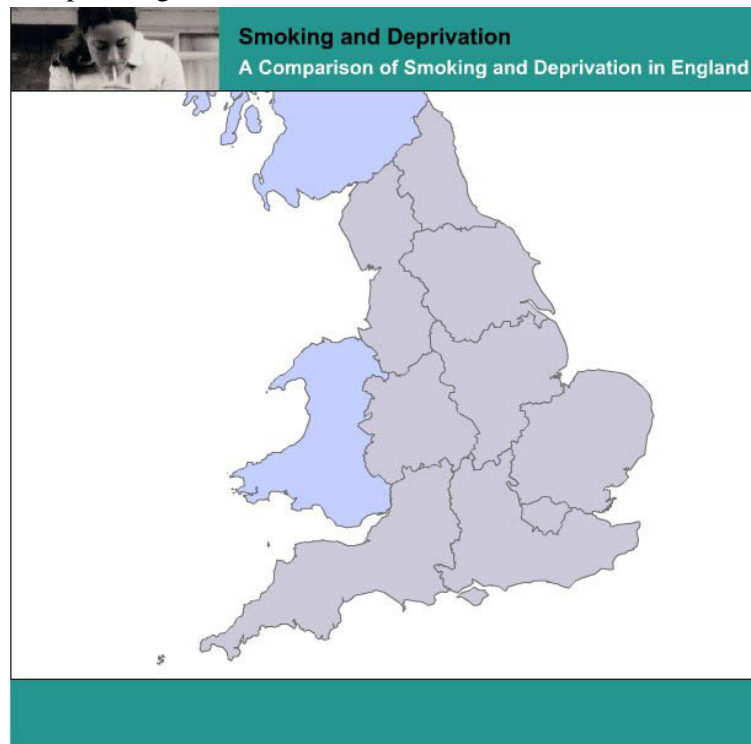 Smoking and Deprivation
A Comparison of Smoking and Deprivation in England